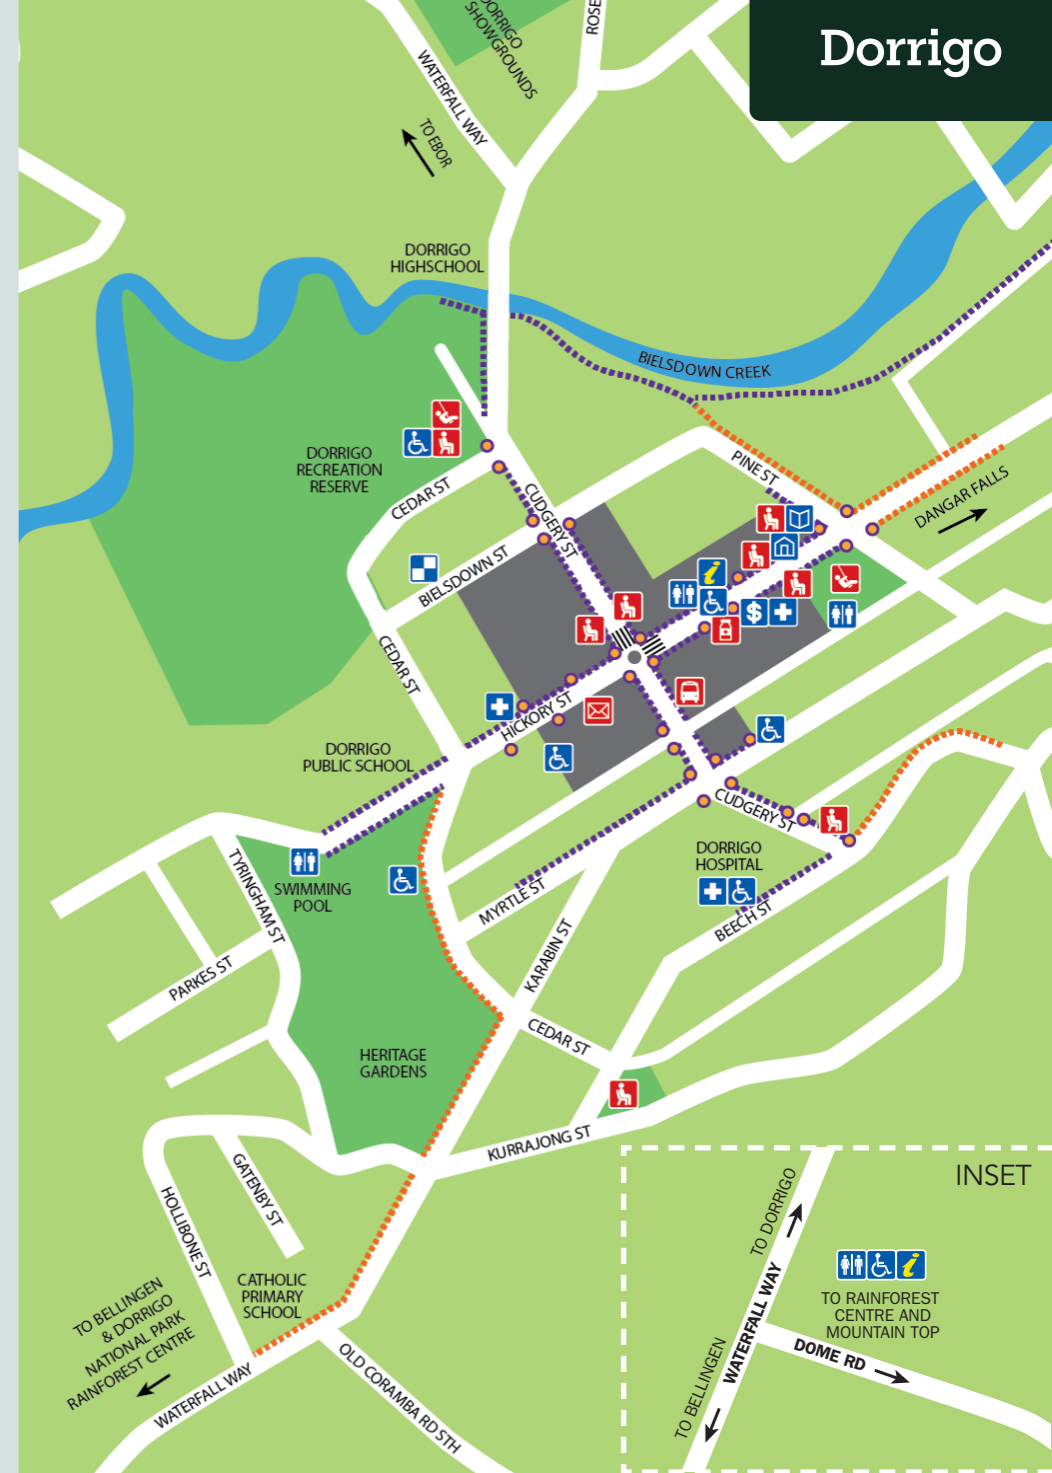 Dorrigo
DORRIGO
SHOWGROUNDS
ROSE
WATERFALL WAY
TO EBOR
DORRIGO
HIGHSCHOOL
BIELSDOWN CREEK
DORRIGO
RECREATION
RESERVE
CEDAR ST
CUDGERY ST
PINE ST
DANGAR FALLS
BIELSDOWN ST
i
$
CEDAR ST
HICKORY ST
DORRIGO
PUBLIC SCHOOL
CUDGERY ST
DORRIGO
HOSPITAL
TYRINGHAM ST
SWIMMING
POOL
MYRTLE ST
BEECH ST
KARABIN ST
PARKES ST
CEDAR ST
HERITAGE
GARDENS
KURRAJONG ST
GATENBY ST
HOLLIBONE ST
CATHOLIC
PRIMARY
SCHOOL
TO BELLINGEN
& DORRIGO
NATIONAL PARK
RAINFOREST CENTRE
WATERFALL WAY
OLD CORAMBA RD STH
INSET
TO DORRIGO
i
TO RAINFOREST
CENTRE AND
MOUNTAIN TOP
WATERFALL WAY
DOME RD
TO BELLINGEN